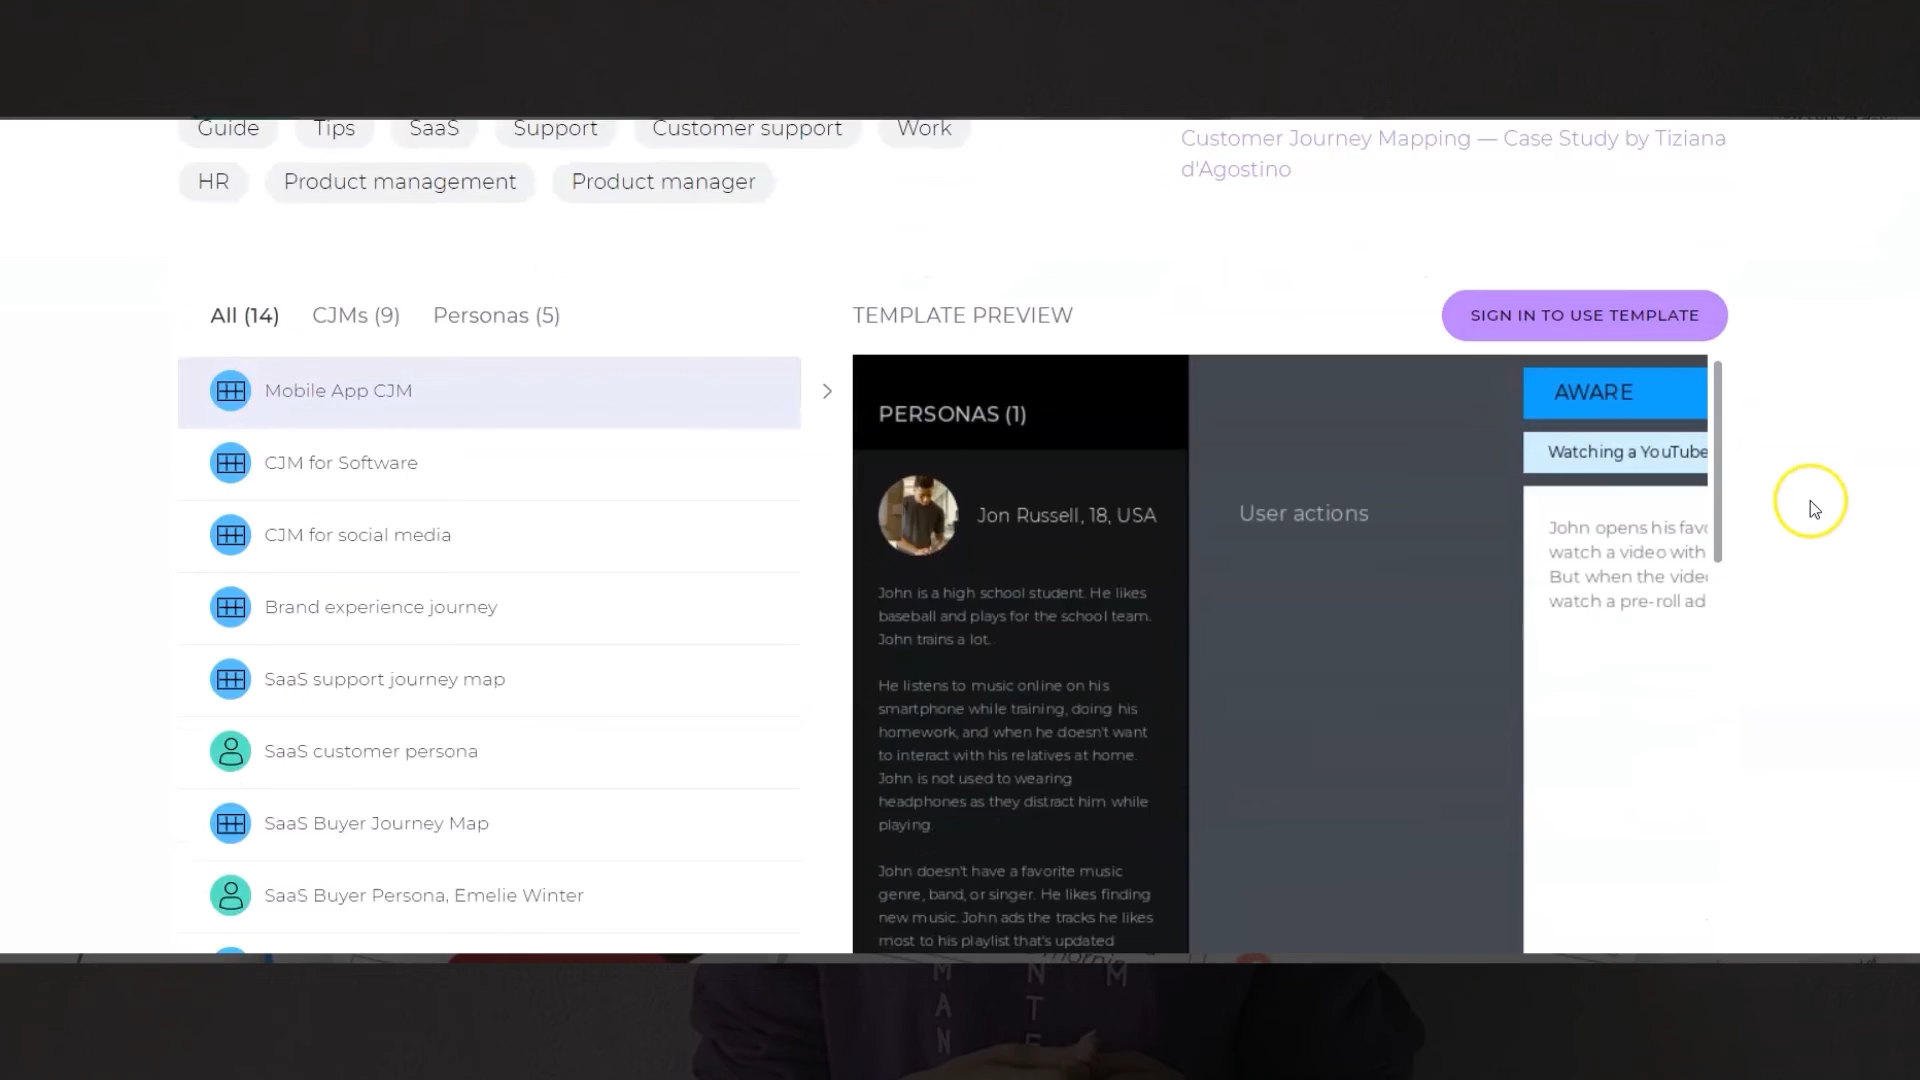 Guide Tips SaaS Support Customer support Work
HR Product management Product manager
Customer Journey Mapping — Case Study by Tiziana
d'Agostino
All (14) CJMs (9) Personas (5)
Mobile App CJM
CJM for Software
CJM for social media
Brand experience journey
SaaS support journey map
SaaS customer persona
SaaS Buyer Journey Map
SaaS Buyer Persona, Emelie Winter
TEMPLATE PREVIEW
SIGN IN TO USE TEMPLATE
PERSONAS (1)
Jon Russell, 18, USA
John is a high school student. He likes
baseball and plays for the school team.
John trains a lot.
He listens to music online on his
smartphone while training, doing his
homework, and when he doesn't want
to interact with his relatives at home.
John is not used to wearing
headphones as they distract him while
playing.
John doesn't have a favorite music
genre, band, or singer. He likes finding
new music. John ads the tracks he likes
most to his playlist that's updated
User actions
AWARE
Watching a YouTube
John opens his favo
watch a video with
But when the video
watch a pre-roll ad